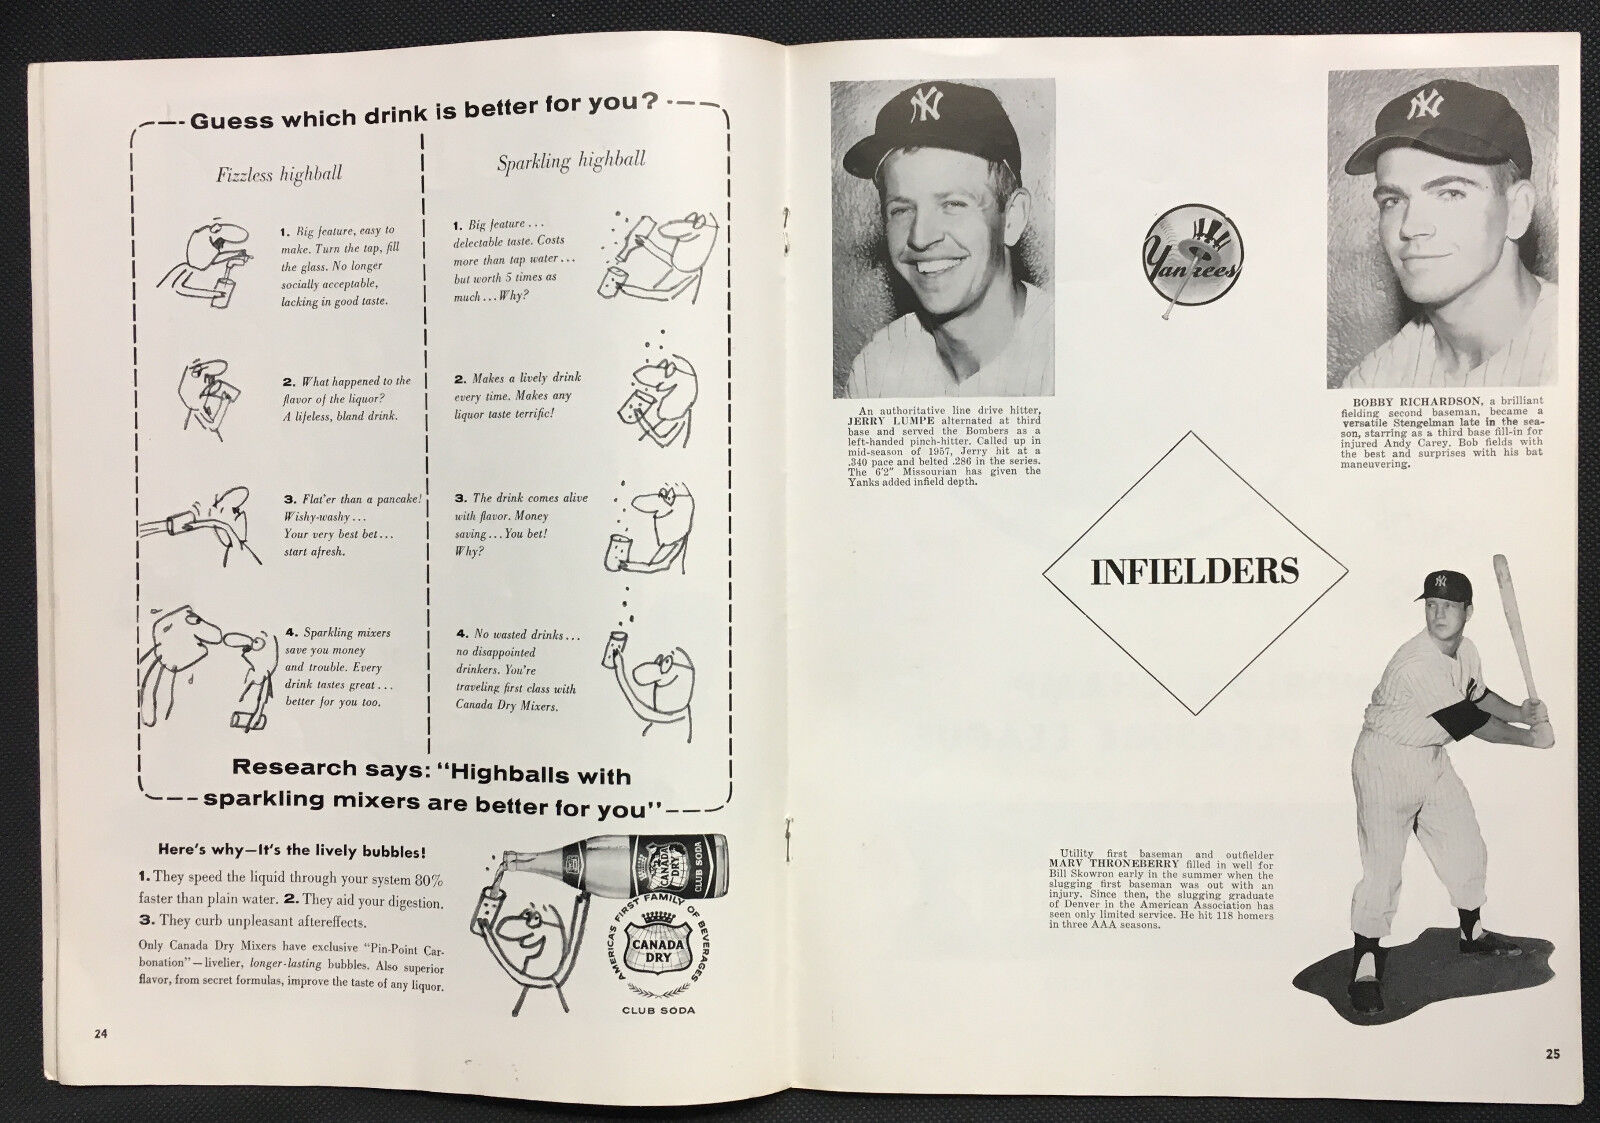 Guess which drink is better for you?
Fizzless highball
1. Big feature, easy to
make. Turn the tap, fill
the glass. No longer
socially acceptable,
lacking in good taste.
2. What happened to the
flavor of the liquor?
A lifeless, bland drink.
3. Flat'er than a pancake!
Wishy-washy...
Your very best bet...
start afresh.
4. Sparkling mixers
save you money
and trouble. Every
drink tastes great...
better for you too.
Sparkling highball
1. Big feature...
delectable taste. Costs
more than tap water...
but worth 5 times as
much...Why?
2. Makes a lively drink
every time. Makes any
liquor taste terrific!
3. The drink comes alive
with flavor. Money
saving...You bet!
Why?
4. No wasted drinks...
no disappointed
drinkers. You're
traveling first class with
Canada Dry Mixers.
Research says: "Highballs with
sparkling mixers are better for you"
Here's why—It's the lively bubbles!
1. They speed the liquid through your system 80%
faster than plain water. 2. They aid your digestion.
3. They curb unpleasant aftereffects.
Only Canada Dry Mixers have exclusive "Pin-Point Car-
bonation"—livelier, longer-lasting bubbles. Also superior
flavor, from secret formulas, improve the taste of any liquor.
CANADA
DRY
CLUB SODA
AMERICA'S FIRST FAMILY OF BEVERAGES
CANADA
DRY
CLUB SODA
24
NY
Yankees
NY
An authoritative line drive hitter,
JERRY LUMPE alternated at third
base and served the Bombers as a
left-handed pinch-hitter. Called up in
mid-season of 1957, Jerry hit at a
.340 pace and belted .286 in the series.
The 6'2" Missourian has given the
Yanks added infield depth.
BOBBY RICHARDSON, a brilliant
fielding second baseman, became a
versatile Stengelman late in the sea-
son, starring as a third base fill-in for
injured Andy Carey. Bob fields with
the best and surprises with his bat
maneuvering.
INFIELDERS
NY
Utility first baseman and outfielder
MARV THRONEBERRY filled in well for
Bill Skowron early in the summer when the
slugging first baseman was out with an
injury. Since then, the slugging graduate
of Denver in the American Association has
seen only limited service. He hit 118 homers
in three AAA seasons.
25